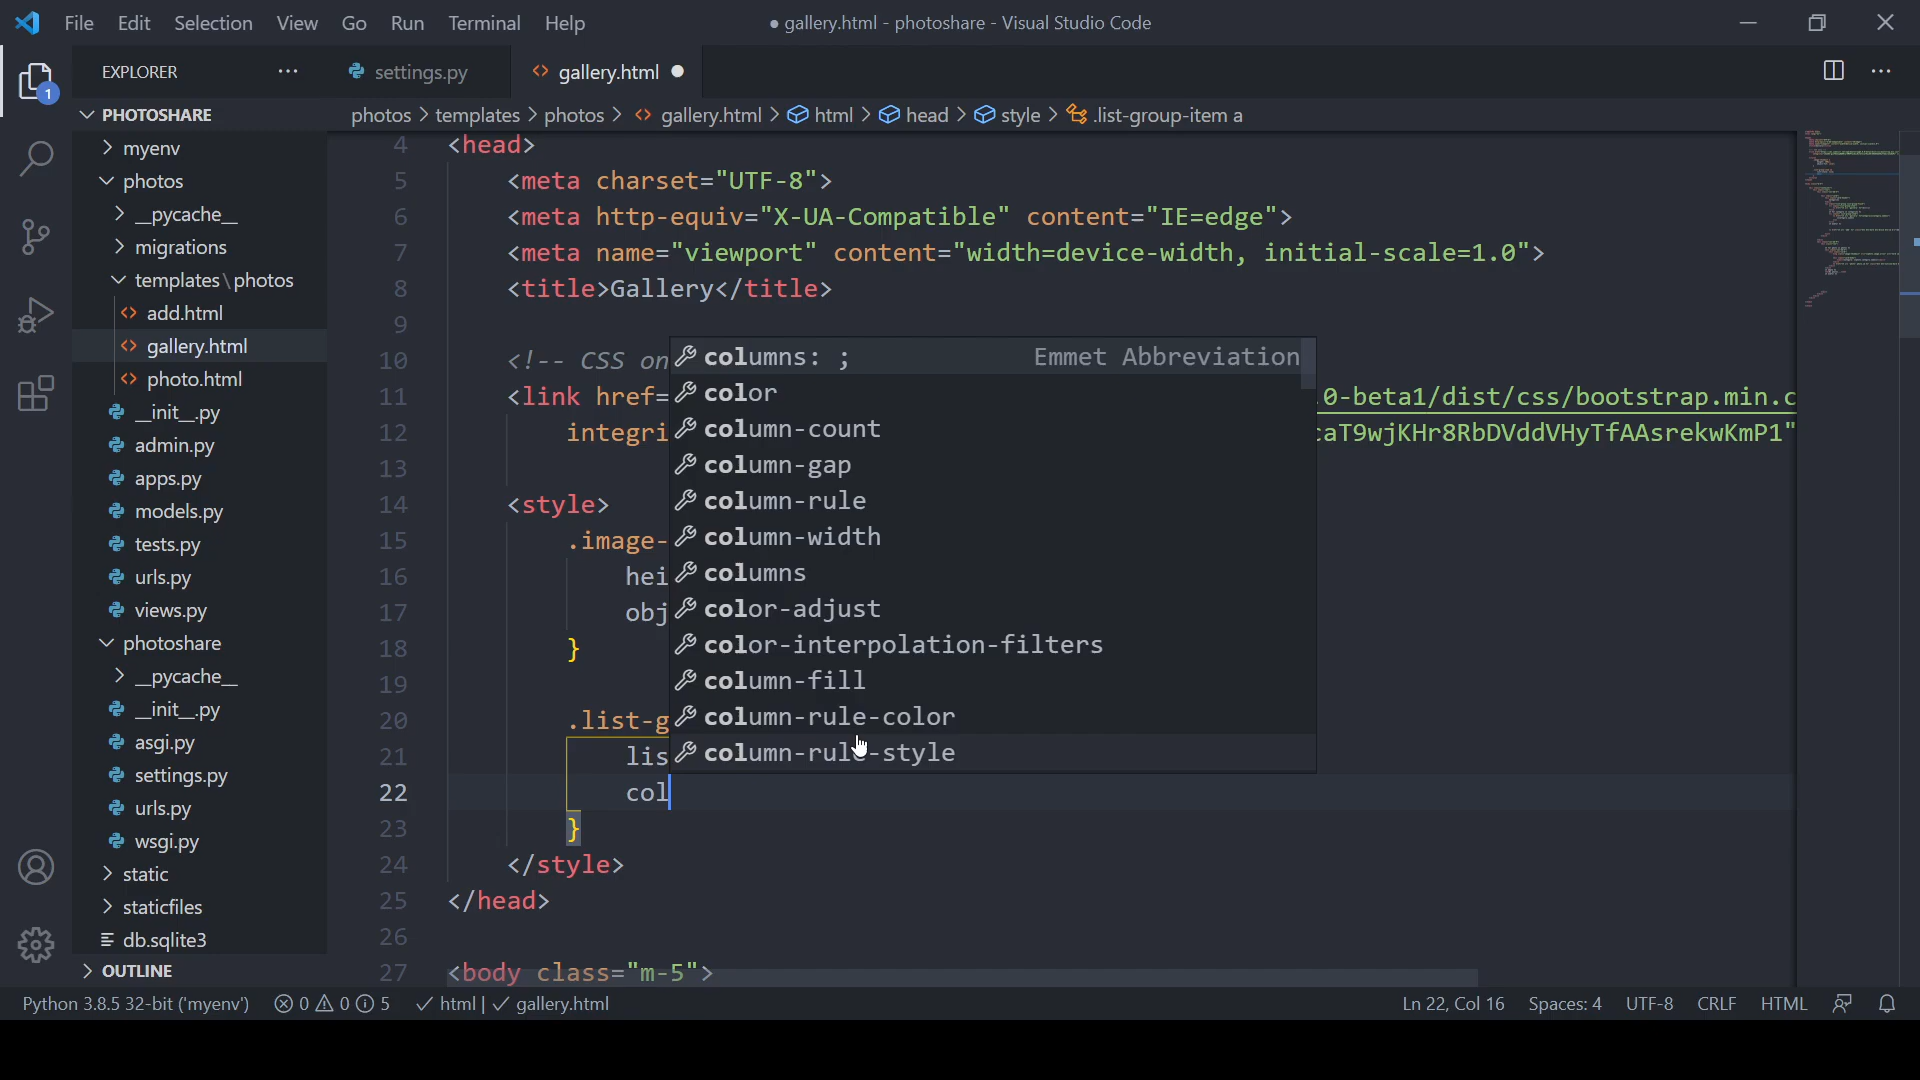 File Edit Selection View Go Run Terminal Help
● gallery.html - photoshare - Visual Studio Code
EXPLORER
settings.py
gallery.html
1
PHOTOSHARE
photos > templates > photos > gallery.html > html > head > style > .list-group-item a
myenv
photos
__pycache__
migrations
templates\photos
add.html
gallery.html
photo.html
__init__.py
admin.py
apps.py
models.py
tests.py
urls.py
views.py
photoshare
__pycache__
__init__.py
asgi.py
settings.py
urls.py
wsgi.py
static
staticfiles
db.sqlite3
OUTLINE
4 <head>
5 <meta charset="UTF-8">
6 <meta http-equiv="X-UA-Compatible" content="IE=edge">
7 <meta name="viewport" content="width=device-width, initial-scale=1.0">
8 <title>Gallery</title>
9
10 <!-- CSS on
11 <link href= 0-beta1/dist/css/bootstrap.min.c
12 integri caT9wjKHr8RbDVddVHyTfAAsrekwKmP1"
13
14 <style>
15 .image-
16 hei
17 obj
18 }
19
20 .list-g
21 lis
22 col
23 }
24 </style>
25 </head>
26
27 <body class="m-5">
columns: ; Emmet Abbreviation
color
column-count
column-gap
column-rule
column-width
columns
color-adjust
color-interpolation-filters
column-fill
column-rule-color
column-rule-style
Python 3.8.5 32-bit ('myenv') 0 0 5 html | gallery.html
Ln 22, Col 16 Spaces: 4 UTF-8 CRLF HTML